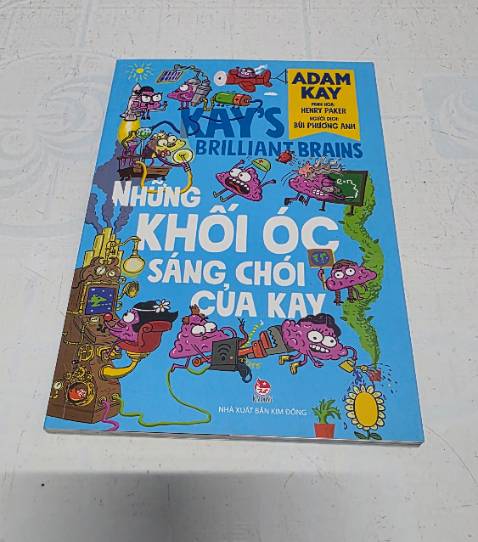 ADAM
KAY
MINH HỌA:
HENRY PAKER
NGƯỜI DỊCH:
BÙI PHƯƠNG ANH
KAY'S
BRILLIANT BRAINS
NHỮNG
KHỐI ÓC
SÁNG CHÓI
CỦA KAY
NHÀ XUẤT BẢN KIM ĐỒNG